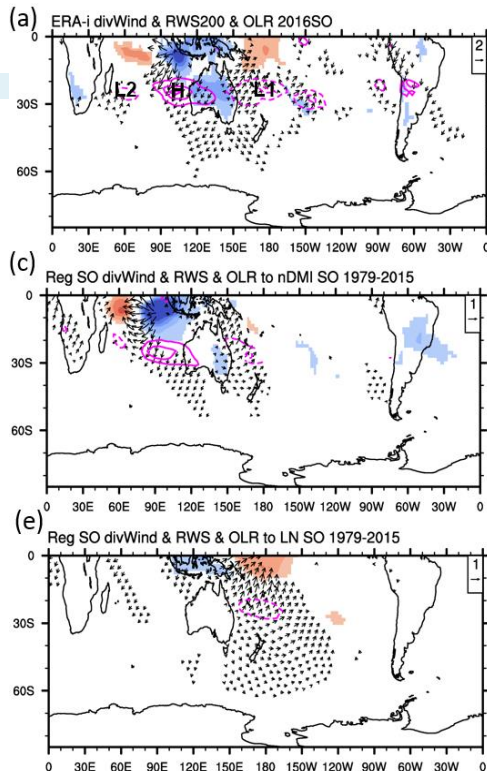 (a) ERA-i divWind & RWS200 & OLR 2016SO
0
2
L2 H L1
30S
60S
0 30E 60E 90E 120E 150E 180 150W 120W 90W 60W 30W 0
(c)
Reg SO divWind & RWS & OLR to nDMI SO 1979-2015
0
1
30S
60S
0 30E 60E 90E 120E 150E 180 150W 120W 90W 60W 30W 0
(e)
Reg SO divWind & RWS & OLR to LN SO 1979-2015
0
1
30S
60S
0 30E 60E 90E 120E 150E 180 150W 120W 90W 60W 30W 0